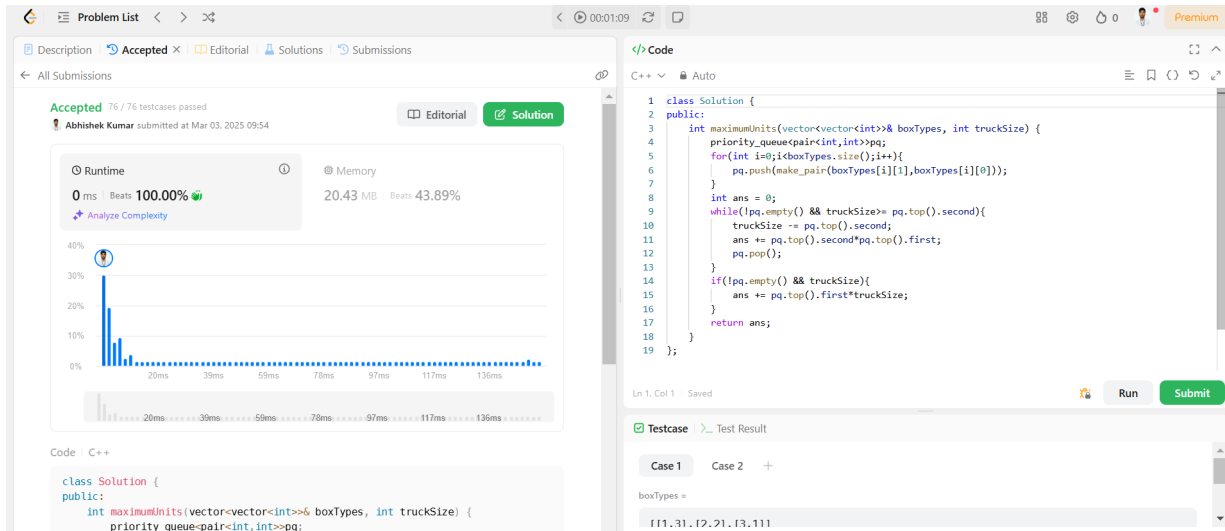 Problem List
00:01:09
0
Premium
Description
Accepted
Editorial
Solutions
Submissions
All Submissions
Accepted 76 / 76 testcases passed
Abhishek Kumar submitted at Mar 03, 2025 09:54
Editorial
Solution
Runtime
0 ms | Beats 100.00%
Analyze Complexity
Memory
20.43 MB | Beats 43.89%
40%
30%
20%
10%
0%
20ms 39ms 59ms 78ms 97ms 117ms 136ms
20ms 39ms 59ms 78ms 97ms 117ms 136ms
Code | C++
class Solution {
public:
    int maximumUnits(vector<vector<int>>& boxTypes, int truckSize) {
        priority_queue<pair<int,int>>pq;
</> Code
C++
Auto
1 class Solution {
2 public:
3     int maximumUnits(vector<vector<int>>& boxTypes, int truckSize) {
4         priority_queue<pair<int,int>>pq;
5         for(int i=0;i<boxTypes.size();i++){
6             pq.push(make_pair(boxTypes[i][1],boxTypes[i][0]));
7         }
8         int ans = 0;
9         while(!pq.empty() && truckSize>= pq.top().second){
10             truckSize -= pq.top().second;
11             ans += pq.top().second*pq.top().first;
12             pq.pop();
13         }
14         if(!pq.empty() && truckSize){
15             ans += pq.top().first*truckSize;
16         }
17         return ans;
18     }
19 };
Ln 1, Col 1 Saved
Run
Submit
Testcase
>_ Test Result
Case 1
Case 2
+
boxTypes =
[[1,3],[2,2],[3,1]]